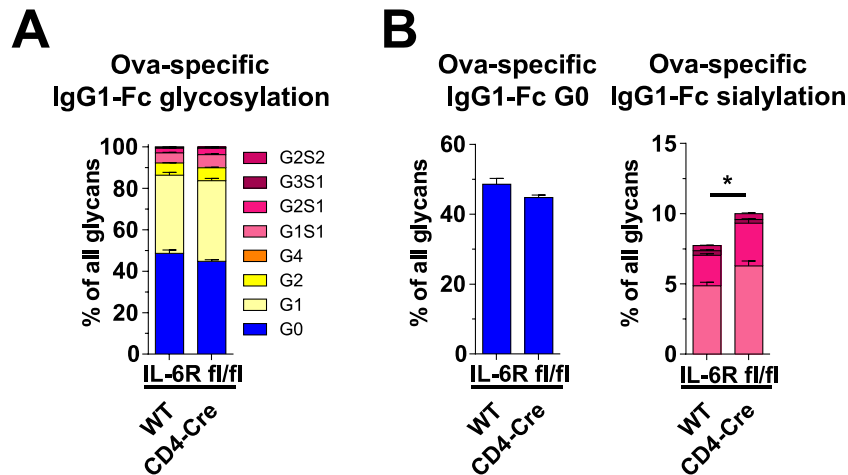 A
Ova-specific
IgG1-Fc glycosylation
% of all glycans
100
80
60
40
20
0
G2S2
G3S1
G2S1
G1S1
G4
G2
G1
G0
IL-6R fl/fl
WT
CD4-Cre
B
Ova-specific
IgG1-Fc G0
% of all glycans
60
40
20
0
IL-6R fl/fl
WT
CD4-Cre
Ova-specific
IgG1-Fc sialylation
% of all glycans
15
10
5
0
*
IL-6R fl/fl
WT
CD4-Cre